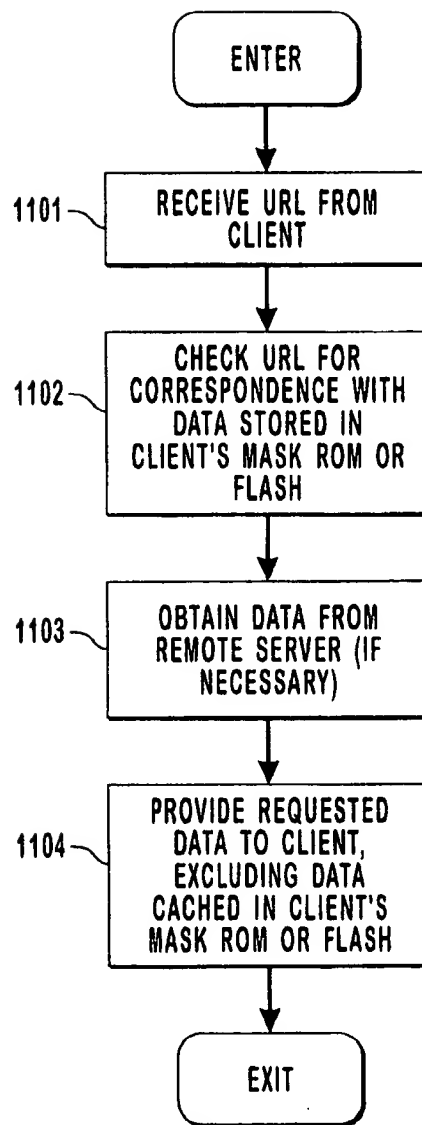 ENTER
1101
RECEIVE URL FROM
CLIENT
1102
CHECK URL FOR
CORRESPONDENCE WITH
DATA STORED IN
CLIENT'S MASK ROM OR
FLASH
1103
OBTAIN DATA FROM
REMOTE SERVER (IF
NECESSARY)
1104
PROVIDE REQUESTED
DATA TO CLIENT,
EXCLUDING DATA
CACHED IN CLIENT'S
MASK ROM OR FLASH
EXIT